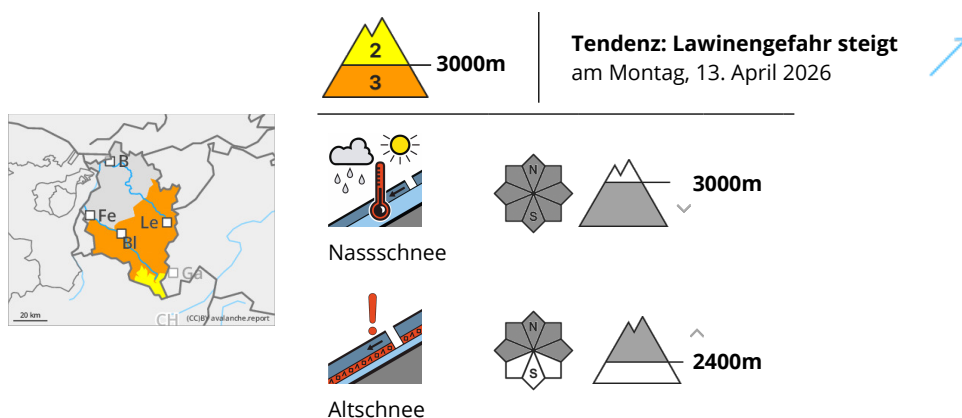 2
3000m
3
Tendenz: Lawinengefahr steigt
am Montag, 13. April 2026
B
Fe
Le
Bl
Ga
20 km
CH
(CC)BY avalanche.report
N
S
3000m
Nassschnee
N
S
2400m
Altschnee